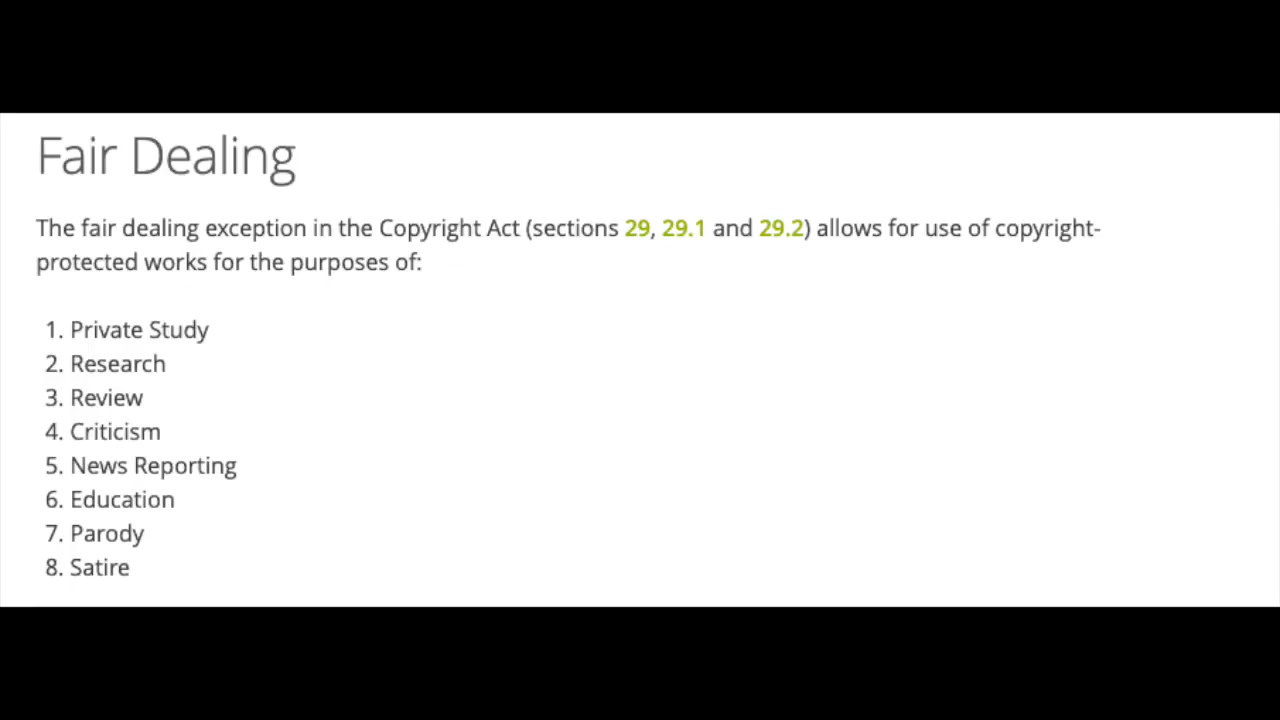 Fair Dealing
The fair dealing exception in the Copyright Act (sections 29, 29.1 and 29.2) allows for use of copyright-
protected works for the purposes of:
1. Private Study
2. Research
3. Review
4. Criticism
5. News Reporting
6. Education
7. Parody
8. Satire